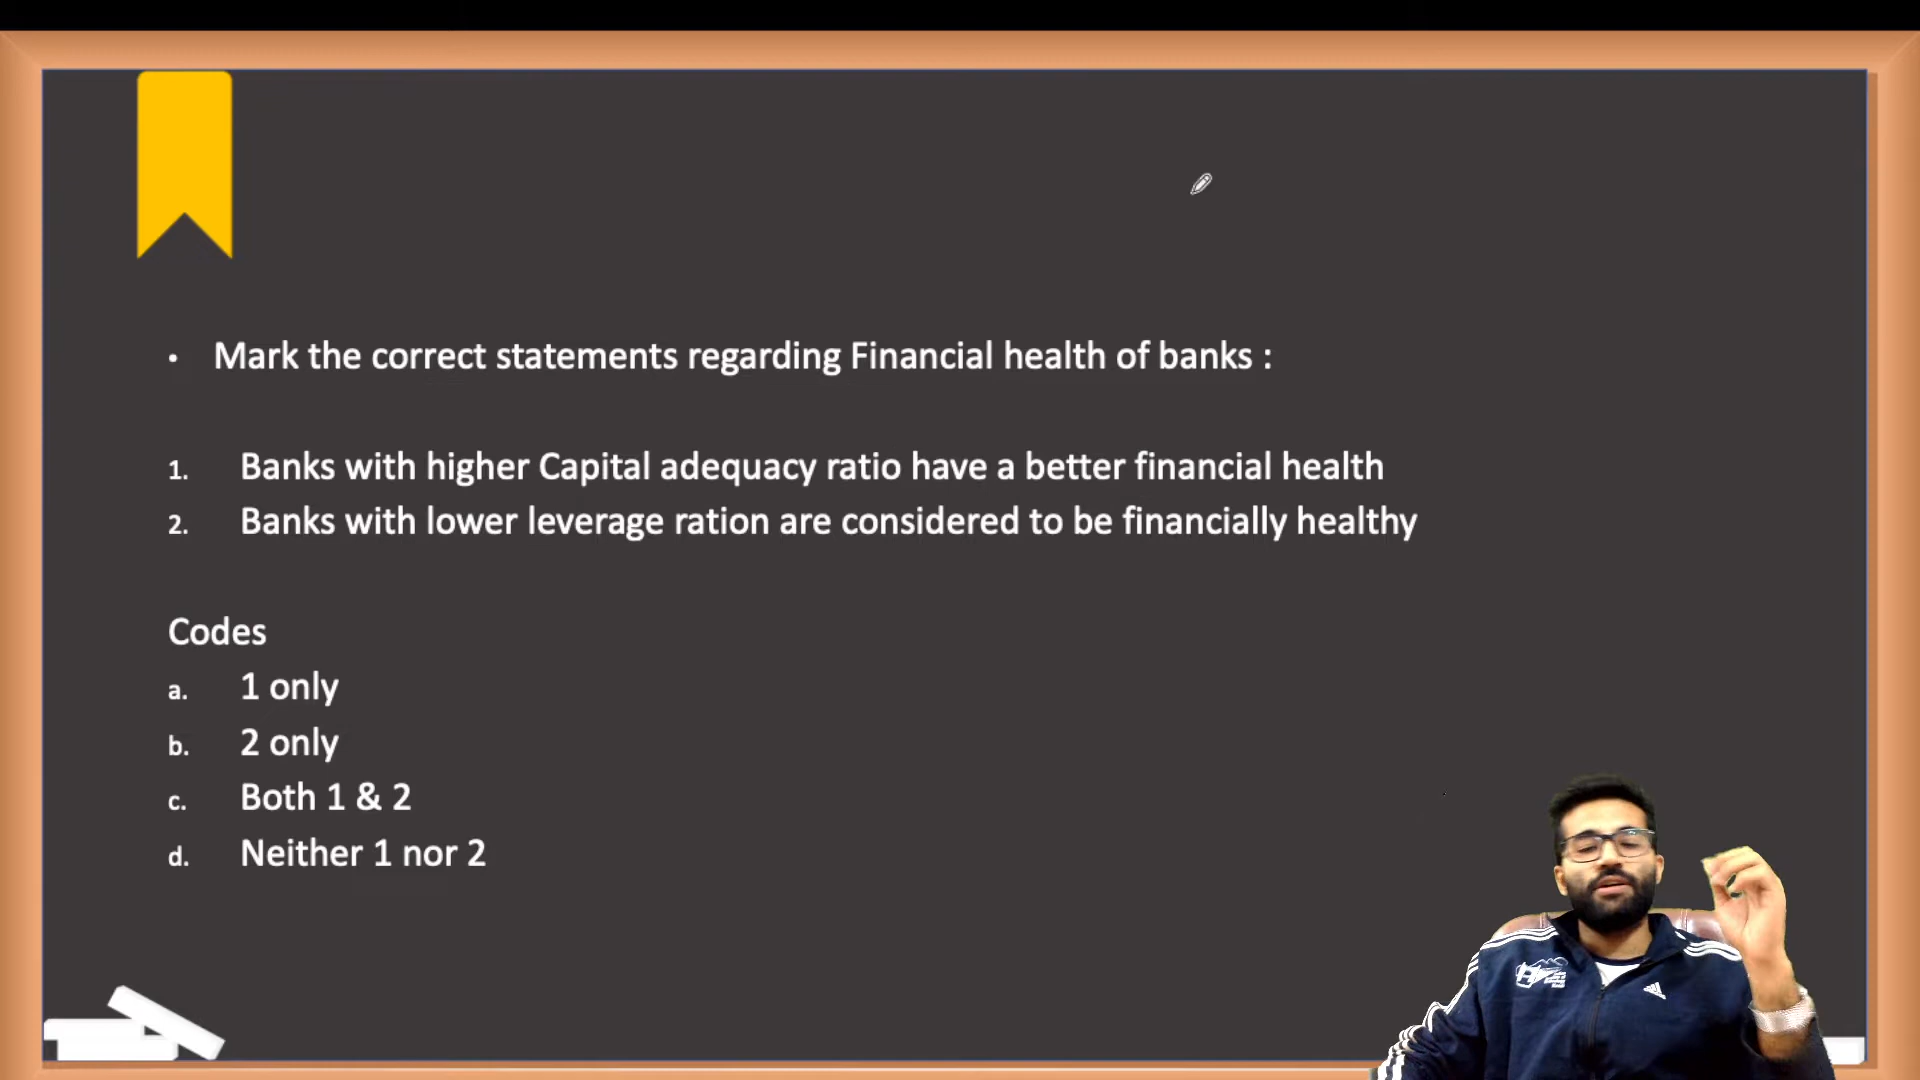 • Mark the correct statements regarding Financial health of banks :
1. Banks with higher Capital adequacy ratio have a better financial health
2. Banks with lower leverage ration are considered to be financially healthy
Codes
a. 1 only
b. 2 only
c. Both 1 & 2
d. Neither 1 nor 2